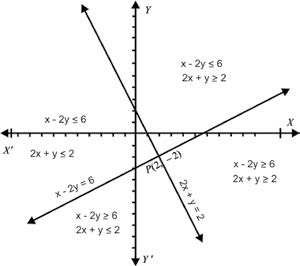 Y
x - 2y ≤ 6
2x + y ≥ 2
x - 2y ≤ 6
X
X'
2x + y ≤ 2
P(2, -2)
x - 2y ≥ 6
2x + y ≥ 2
x - 2y = 6
2x + y = 2
x - 2y ≥ 6
2x + y ≤ 2
Y'